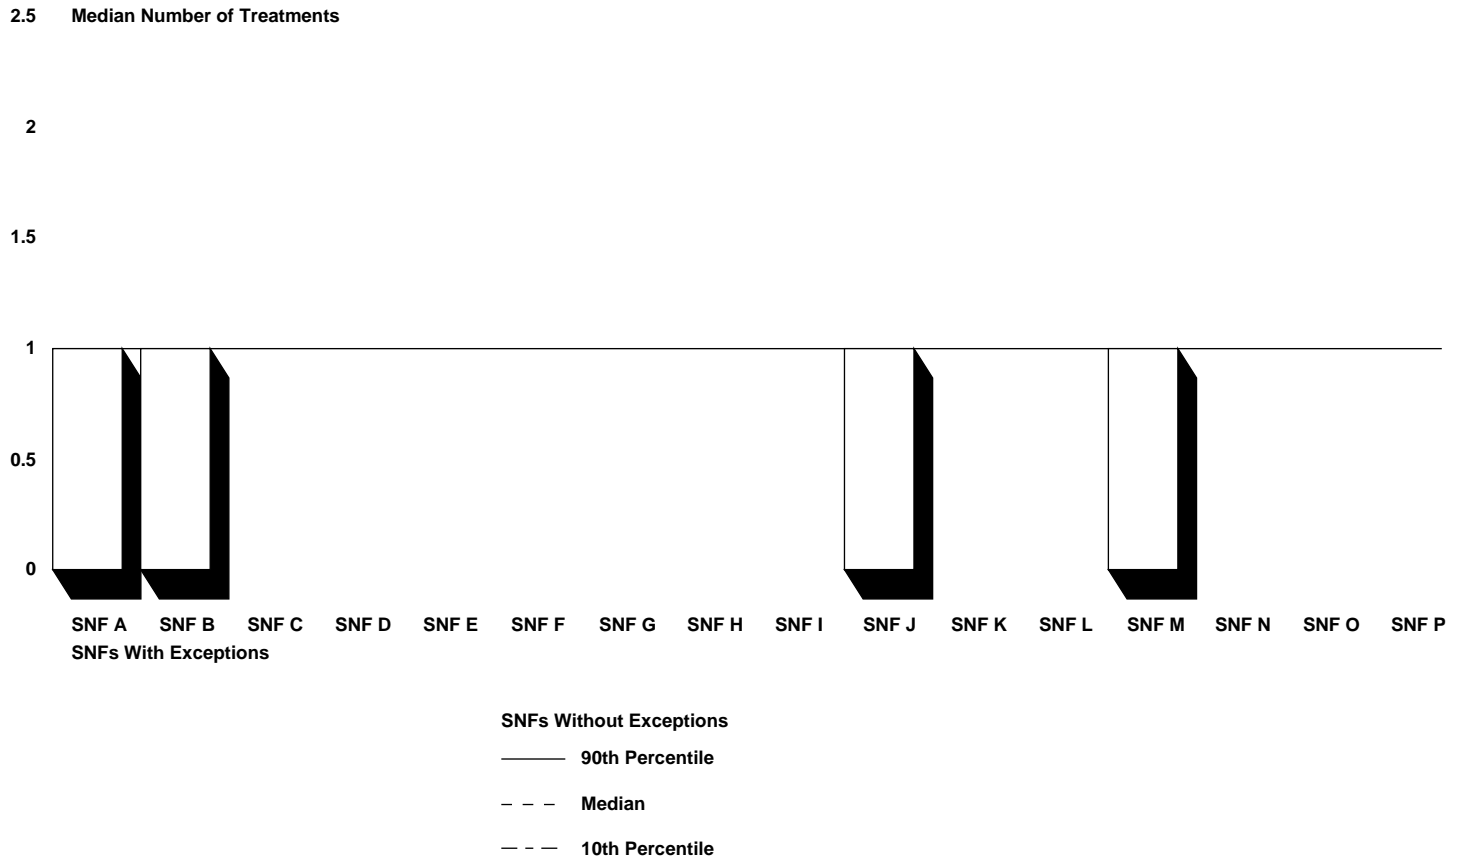 2.5 Median Number of Treatments
2
1.5
1
0.5
0
SNF A SNF B SNF C SNF D SNF E SNF F SNF G SNF H SNF I SNF J SNF K SNF L SNF M SNF N SNF O SNF P
SNFs With Exceptions
SNFs Without Exceptions
90th Percentile
Median
10th Percentile